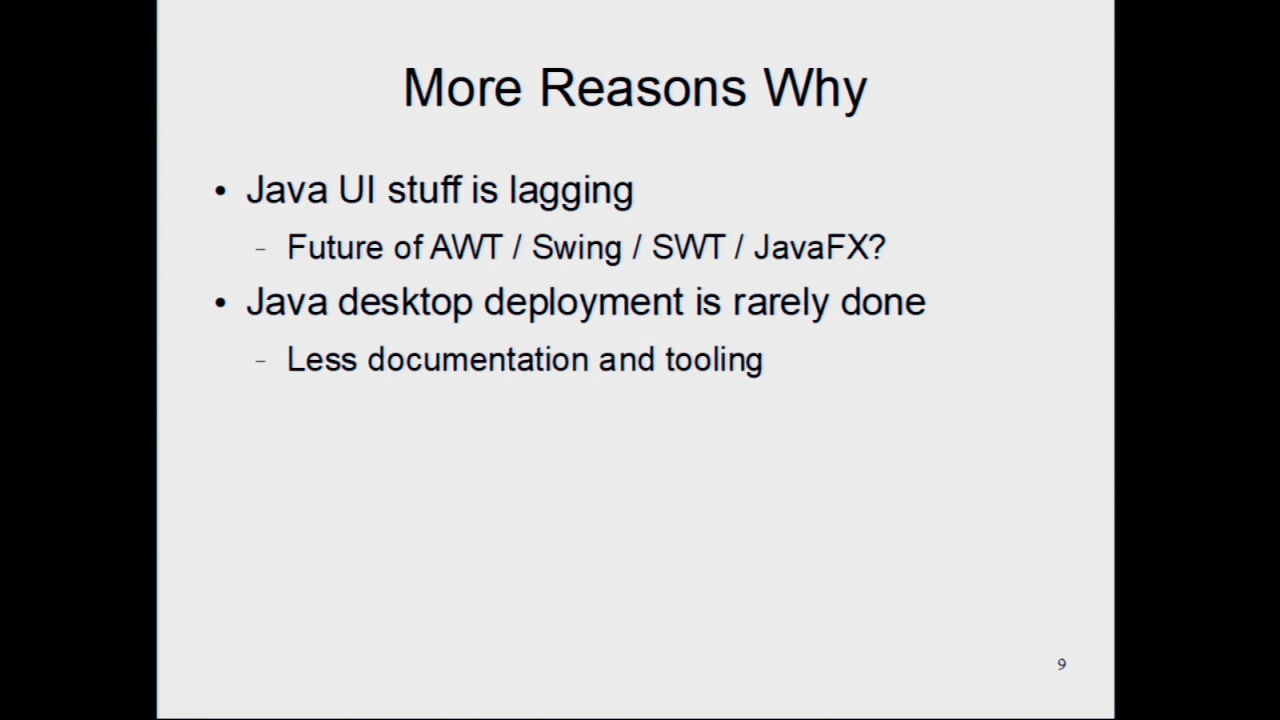 More Reasons Why
• Java UI stuff is lagging
– Future of AWT / Swing / SWT / JavaFX?
• Java desktop deployment is rarely done
– Less documentation and tooling
9